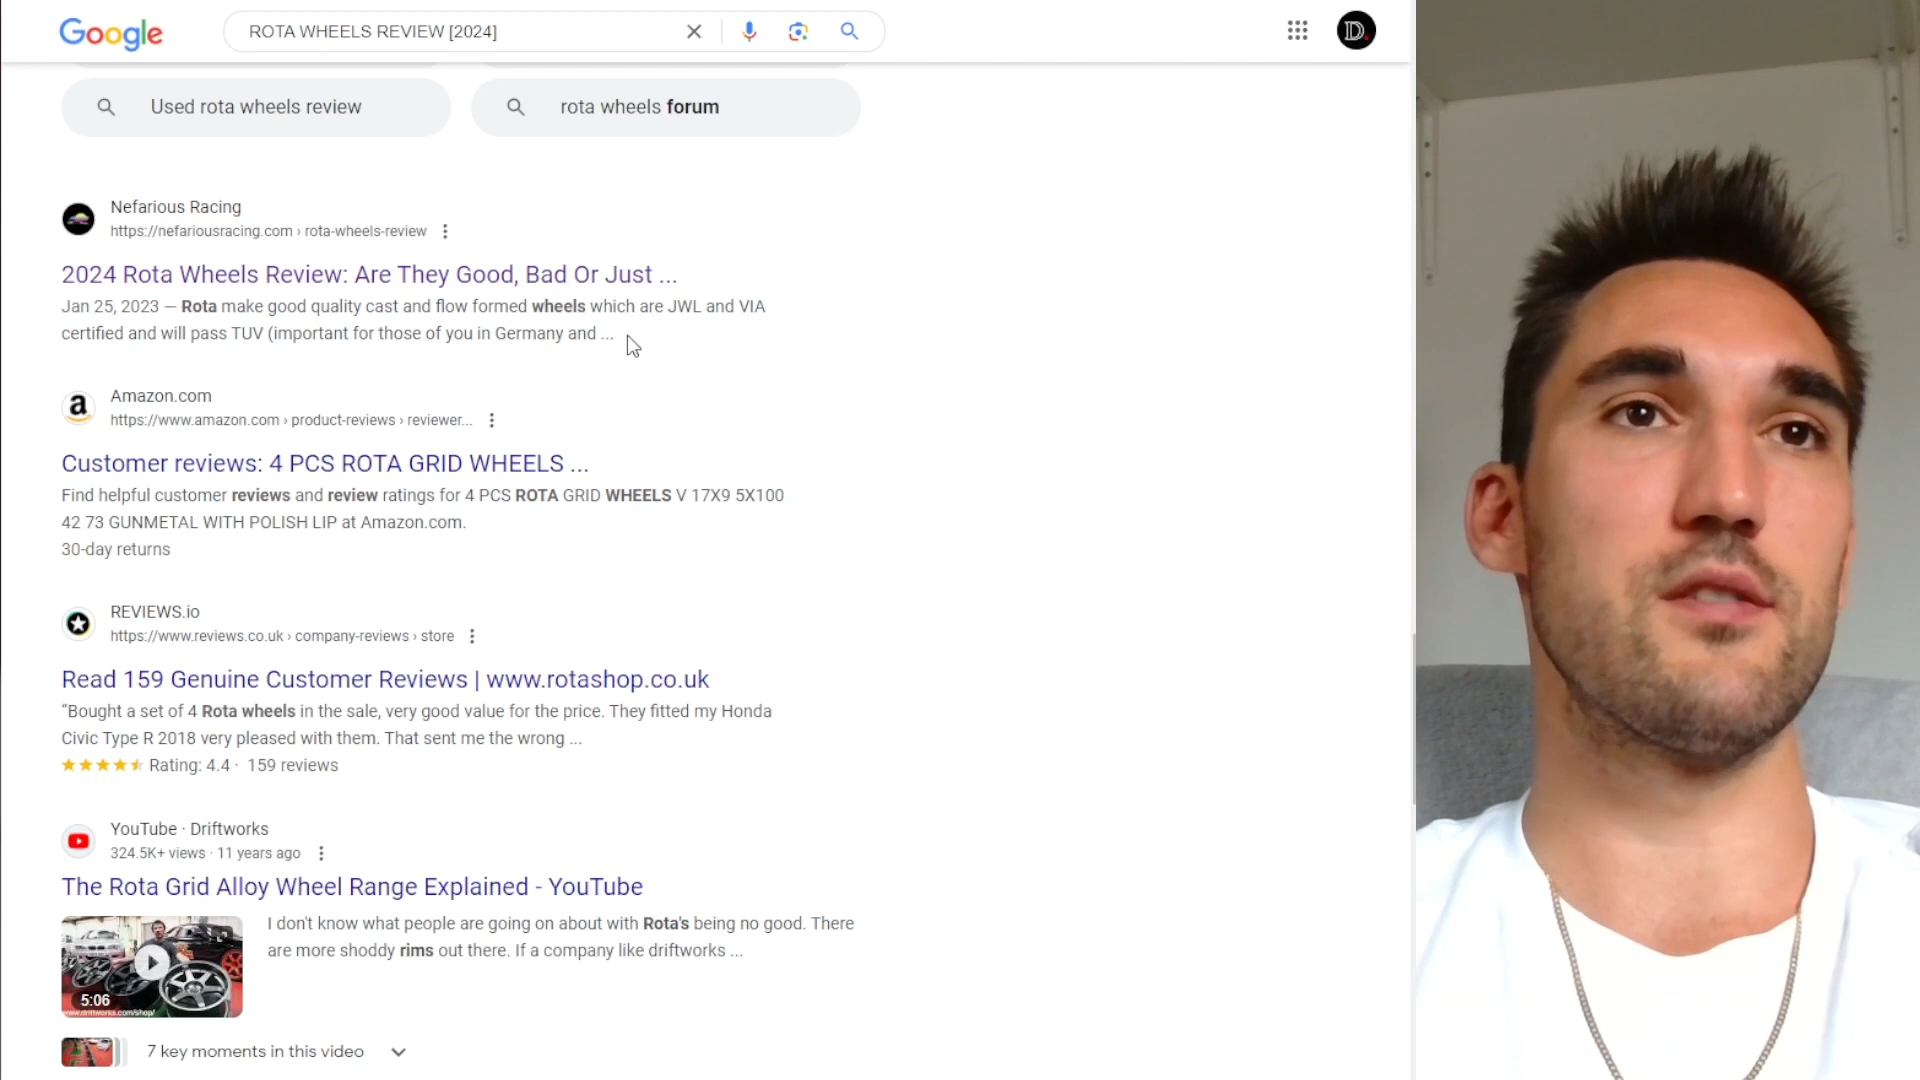 Google
ROTA WHEELS REVIEW [2024]
D.
Used rota wheels review
rota wheels forum
Nefarious Racing
https://nefariousracing.com › rota-wheels-review
2024 Rota Wheels Review: Are They Good, Bad Or Just ...
Jan 25, 2023 — Rota make good quality cast and flow formed wheels which are JWL and VIA
certified and will pass TUV (important for those of you in Germany and ...
a
Amazon.com
https://www.amazon.com › product-reviews › reviewer...
Customer reviews: 4 PCS ROTA GRID WHEELS ...
Find helpful customer reviews and review ratings for 4 PCS ROTA GRID WHEELS V 17X9 5X100
42 73 GUNMETAL WITH POLISH LIP at Amazon.com.
30-day returns
REVIEWS.io
https://www.reviews.co.uk › company-reviews › store
Read 159 Genuine Customer Reviews | www.rotashop.co.uk
“Bought a set of 4 Rota wheels in the sale, very good value for the price. They fitted my Honda
Civic Type R 2018 very pleased with them. That sent me the wrong ...
Rating: 4.4 · 159 reviews
YouTube · Driftworks
324.5K+ views · 11 years ago
The Rota Grid Alloy Wheel Range Explained - YouTube
I don't know what people are going on about with Rota's being no good. There
are more shoddy rims out there. If a company like driftworks ...
5:06
www.driftworks.com/shop/
7 key moments in this video